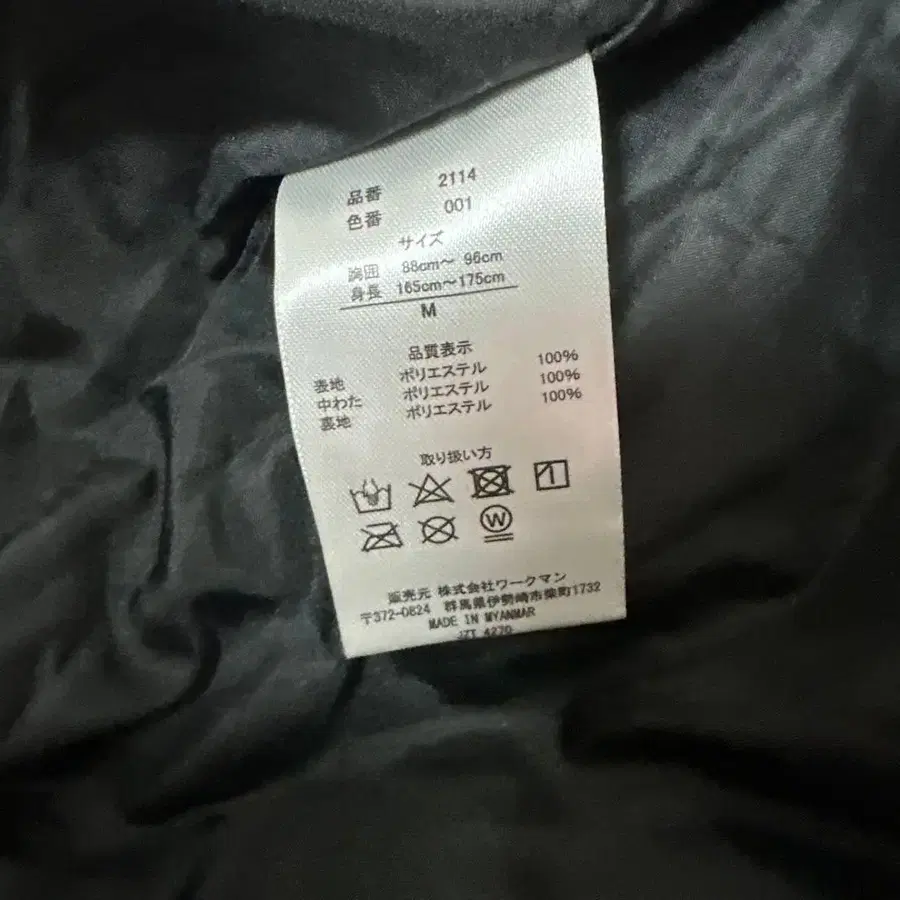 品番 2114
色番 001
サイズ
胸囲 88cm～ 96cm
身長 165cm～175cm
M
品質表示
表地 ポリエステル 100%
中わた ポリエステル 100%
裏地 ポリエステル 100%
取り扱い方
W
販売元 株式会社ワークマン
〒372-0824 群馬県伊勢崎市柴町1732
MADE IN MYANMAR
JZT 4270